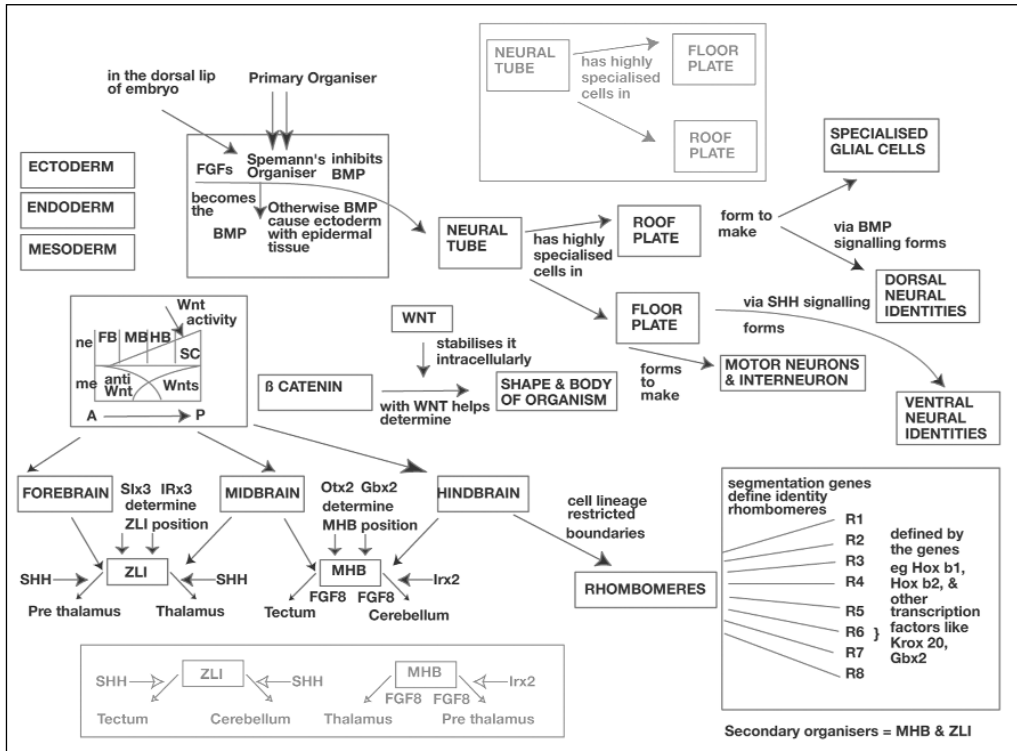 in the dorsal lip
of embryo
Primary Organiser
NEURAL
TUBE
has highly
specialised
cells in
FLOOR
PLATE
ROOF
PLATE
ECTODERM
ENDODERM
MESODERM
FGFs
Spemann's
Organiser
inhibits
BMP
becomes
the
BMP
Otherwise BMP
cause ectoderm
with epidermal
tissue
NEURAL
TUBE
has highly
specialised
cells in
ROOF
PLATE
form to
make
SPECIALISED
GLIAL CELLS
via BMP
signalling forms
DORSAL
NEURAL
IDENTITIES
FLOOR
PLATE
via SHH signalling
forms
forms
to
make
MOTOR NEURONS
& INTERNEURON
VENTRAL
NEURAL
IDENTITIES
Wnt
activity
ne
FB
MB
HB
SC
me
anti
Wnt
Wnts
A
P
WNT
stabilises it
intracellularly
ß CATENIN
with WNT helps
determine
SHAPE & BODY
OF ORGANISM
FOREBRAIN
SIx3 IRx3
determine
ZLI position
MIDBRAIN
Otx2 Gbx2
determine
MHB position
HINDBRAIN
cell lineage
restricted
boundaries
SHH
ZLI
SHH
Pre thalamus
Thalamus
MHB
Irx2
Tectum
FGF8
FGF8
Cerebellum
RHOMBOMERES
segmentation genes
define identity
rhombomeres
R1
R2
R3
R4
R5
R6 }
R7
R8
defined by
the genes
eg Hox b1,
Hox b2, &
other
transcription
factors like
Krox 20,
Gbx2
SHH
ZLI
SHH
Tectum
Cerebellum
MHB
FGF8
FGF8
Irx2
Thalamus
Pre thalamus
Secondary organisers = MHB & ZLI